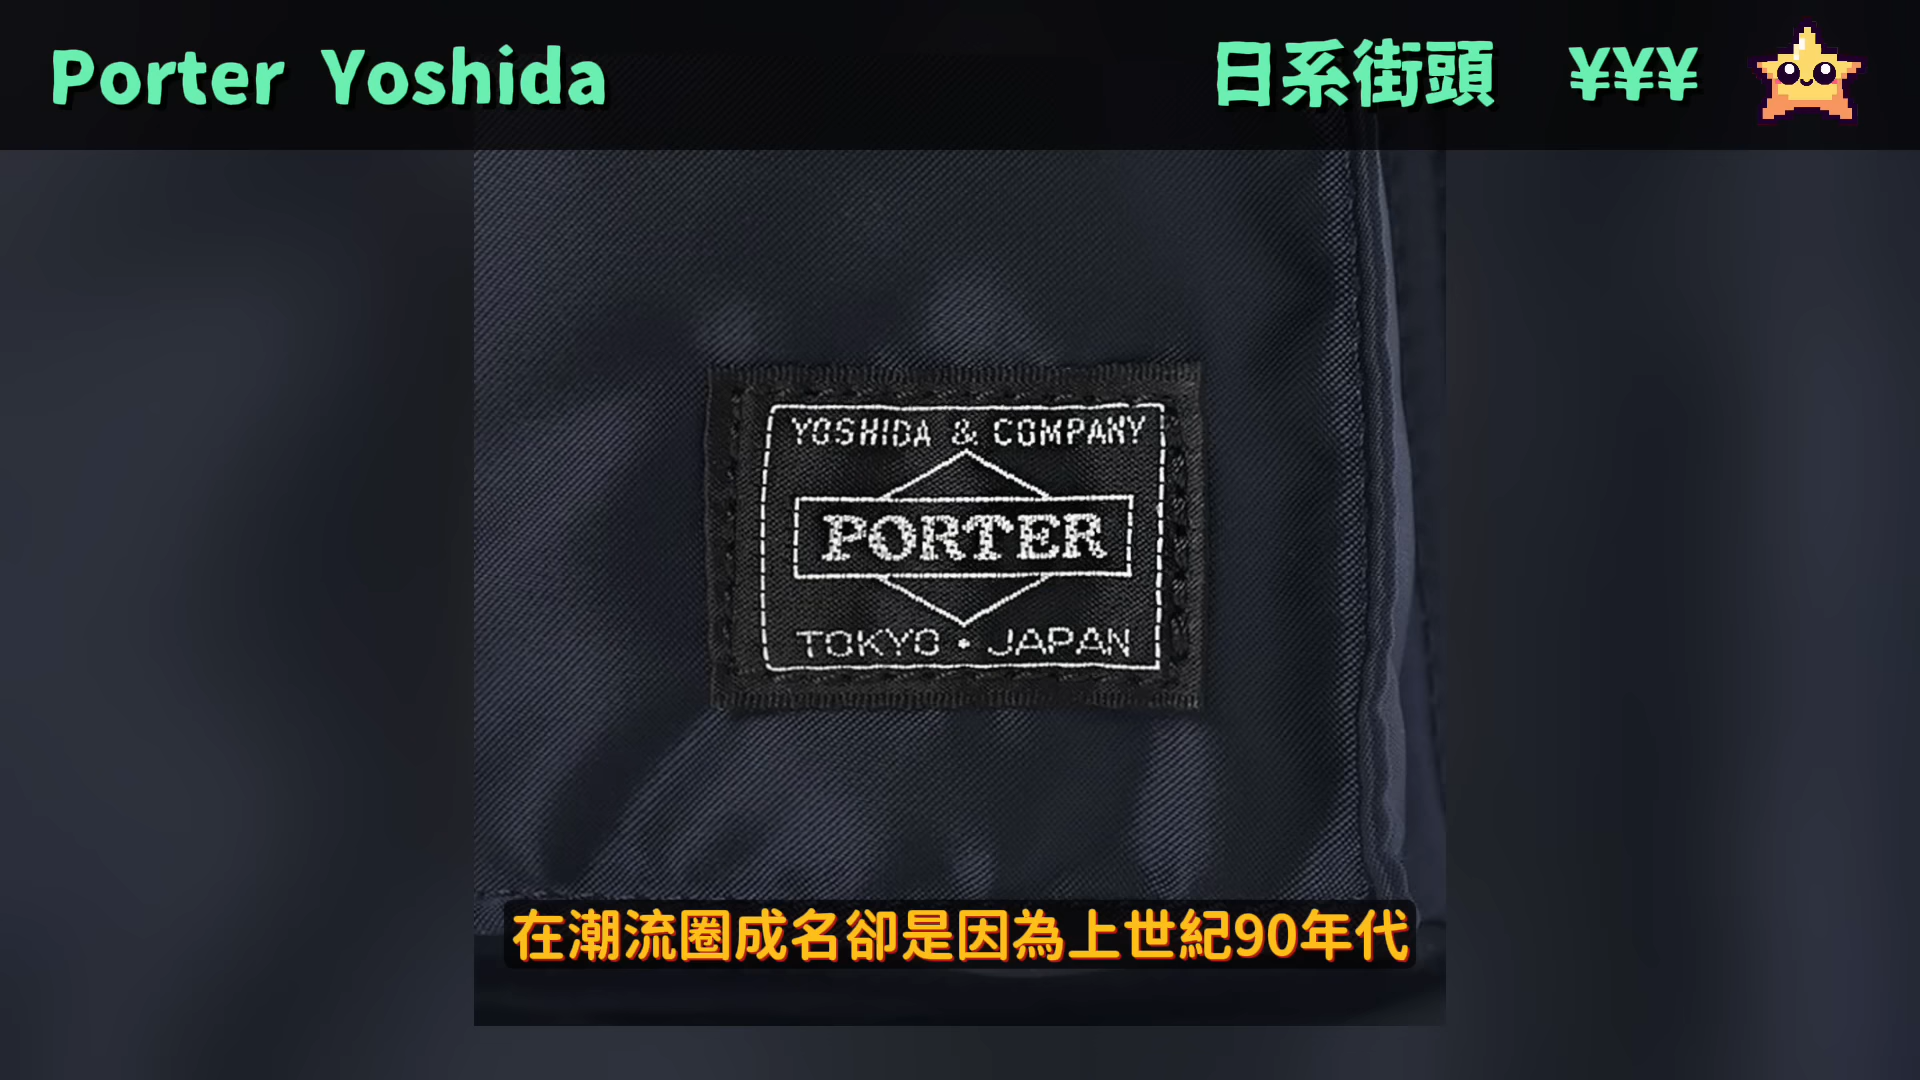 Porter Yoshida
日系街頭 ¥¥¥
YOSHIDA & COMPANY
PORTER
TOKYO • JAPAN
在潮流圈成名卻是因為上世紀90年代